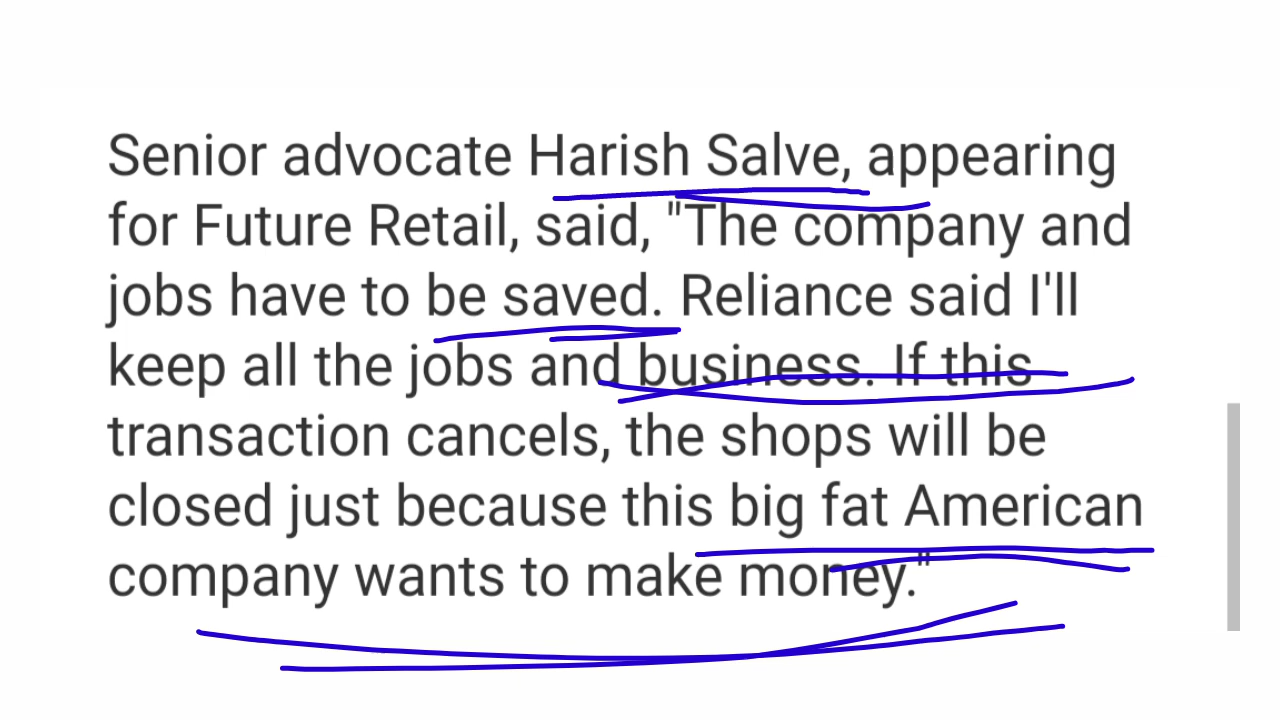 Senior advocate Harish Salve, appearing
for Future Retail, said, "The company and
jobs have to be saved. Reliance said I'll
keep all the jobs and business. If this
transaction cancels, the shops will be
closed just because this big fat American
company wants to make money."